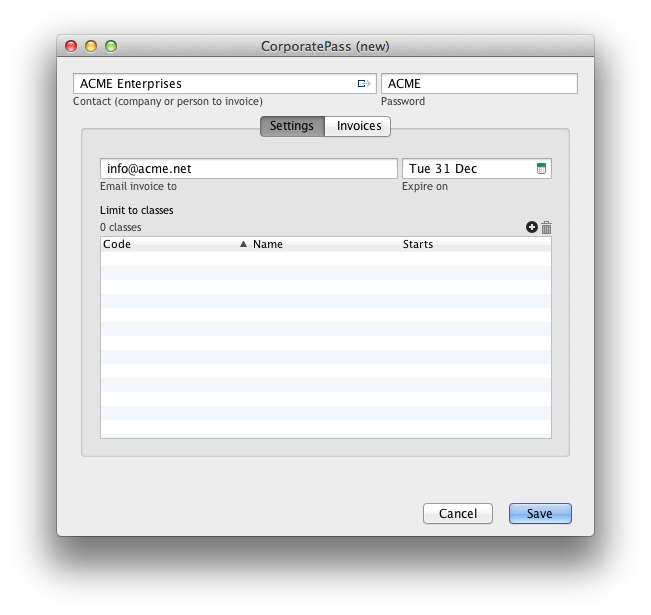 CorporatePass (new)
ACME Enterprises ACME
Contact (company or person to invoice) Password
Settings Invoices
info@acme.net Tue 31 Dec
Email invoice to Expire on
Limit to classes
0 classes
Code Name Starts
Cancel Save